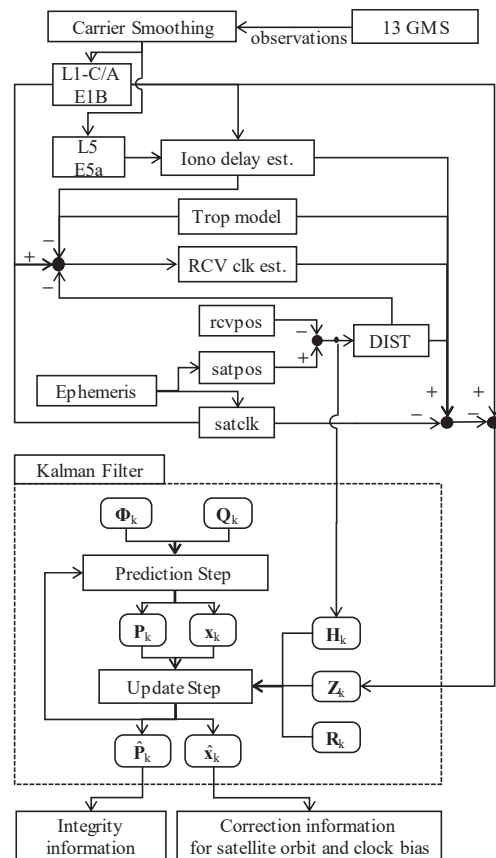 Carrier Smoothing
observations
13 GMS
L1-C/A
E1B
L5
E5a
Iono delay est.
−
Trop model
+
RCV clk est.
−
rcvpos
−
DIST
satpos
+
Ephemeris
+
+
satclk
−
−
Kalman Filter
Φk
Qk
Prediction Step
Pk
xk
Hk
Update Step
Zk
Rk
P̂k
x̂k
Integrity
information
Correction information
for satellite orbit and clock bias